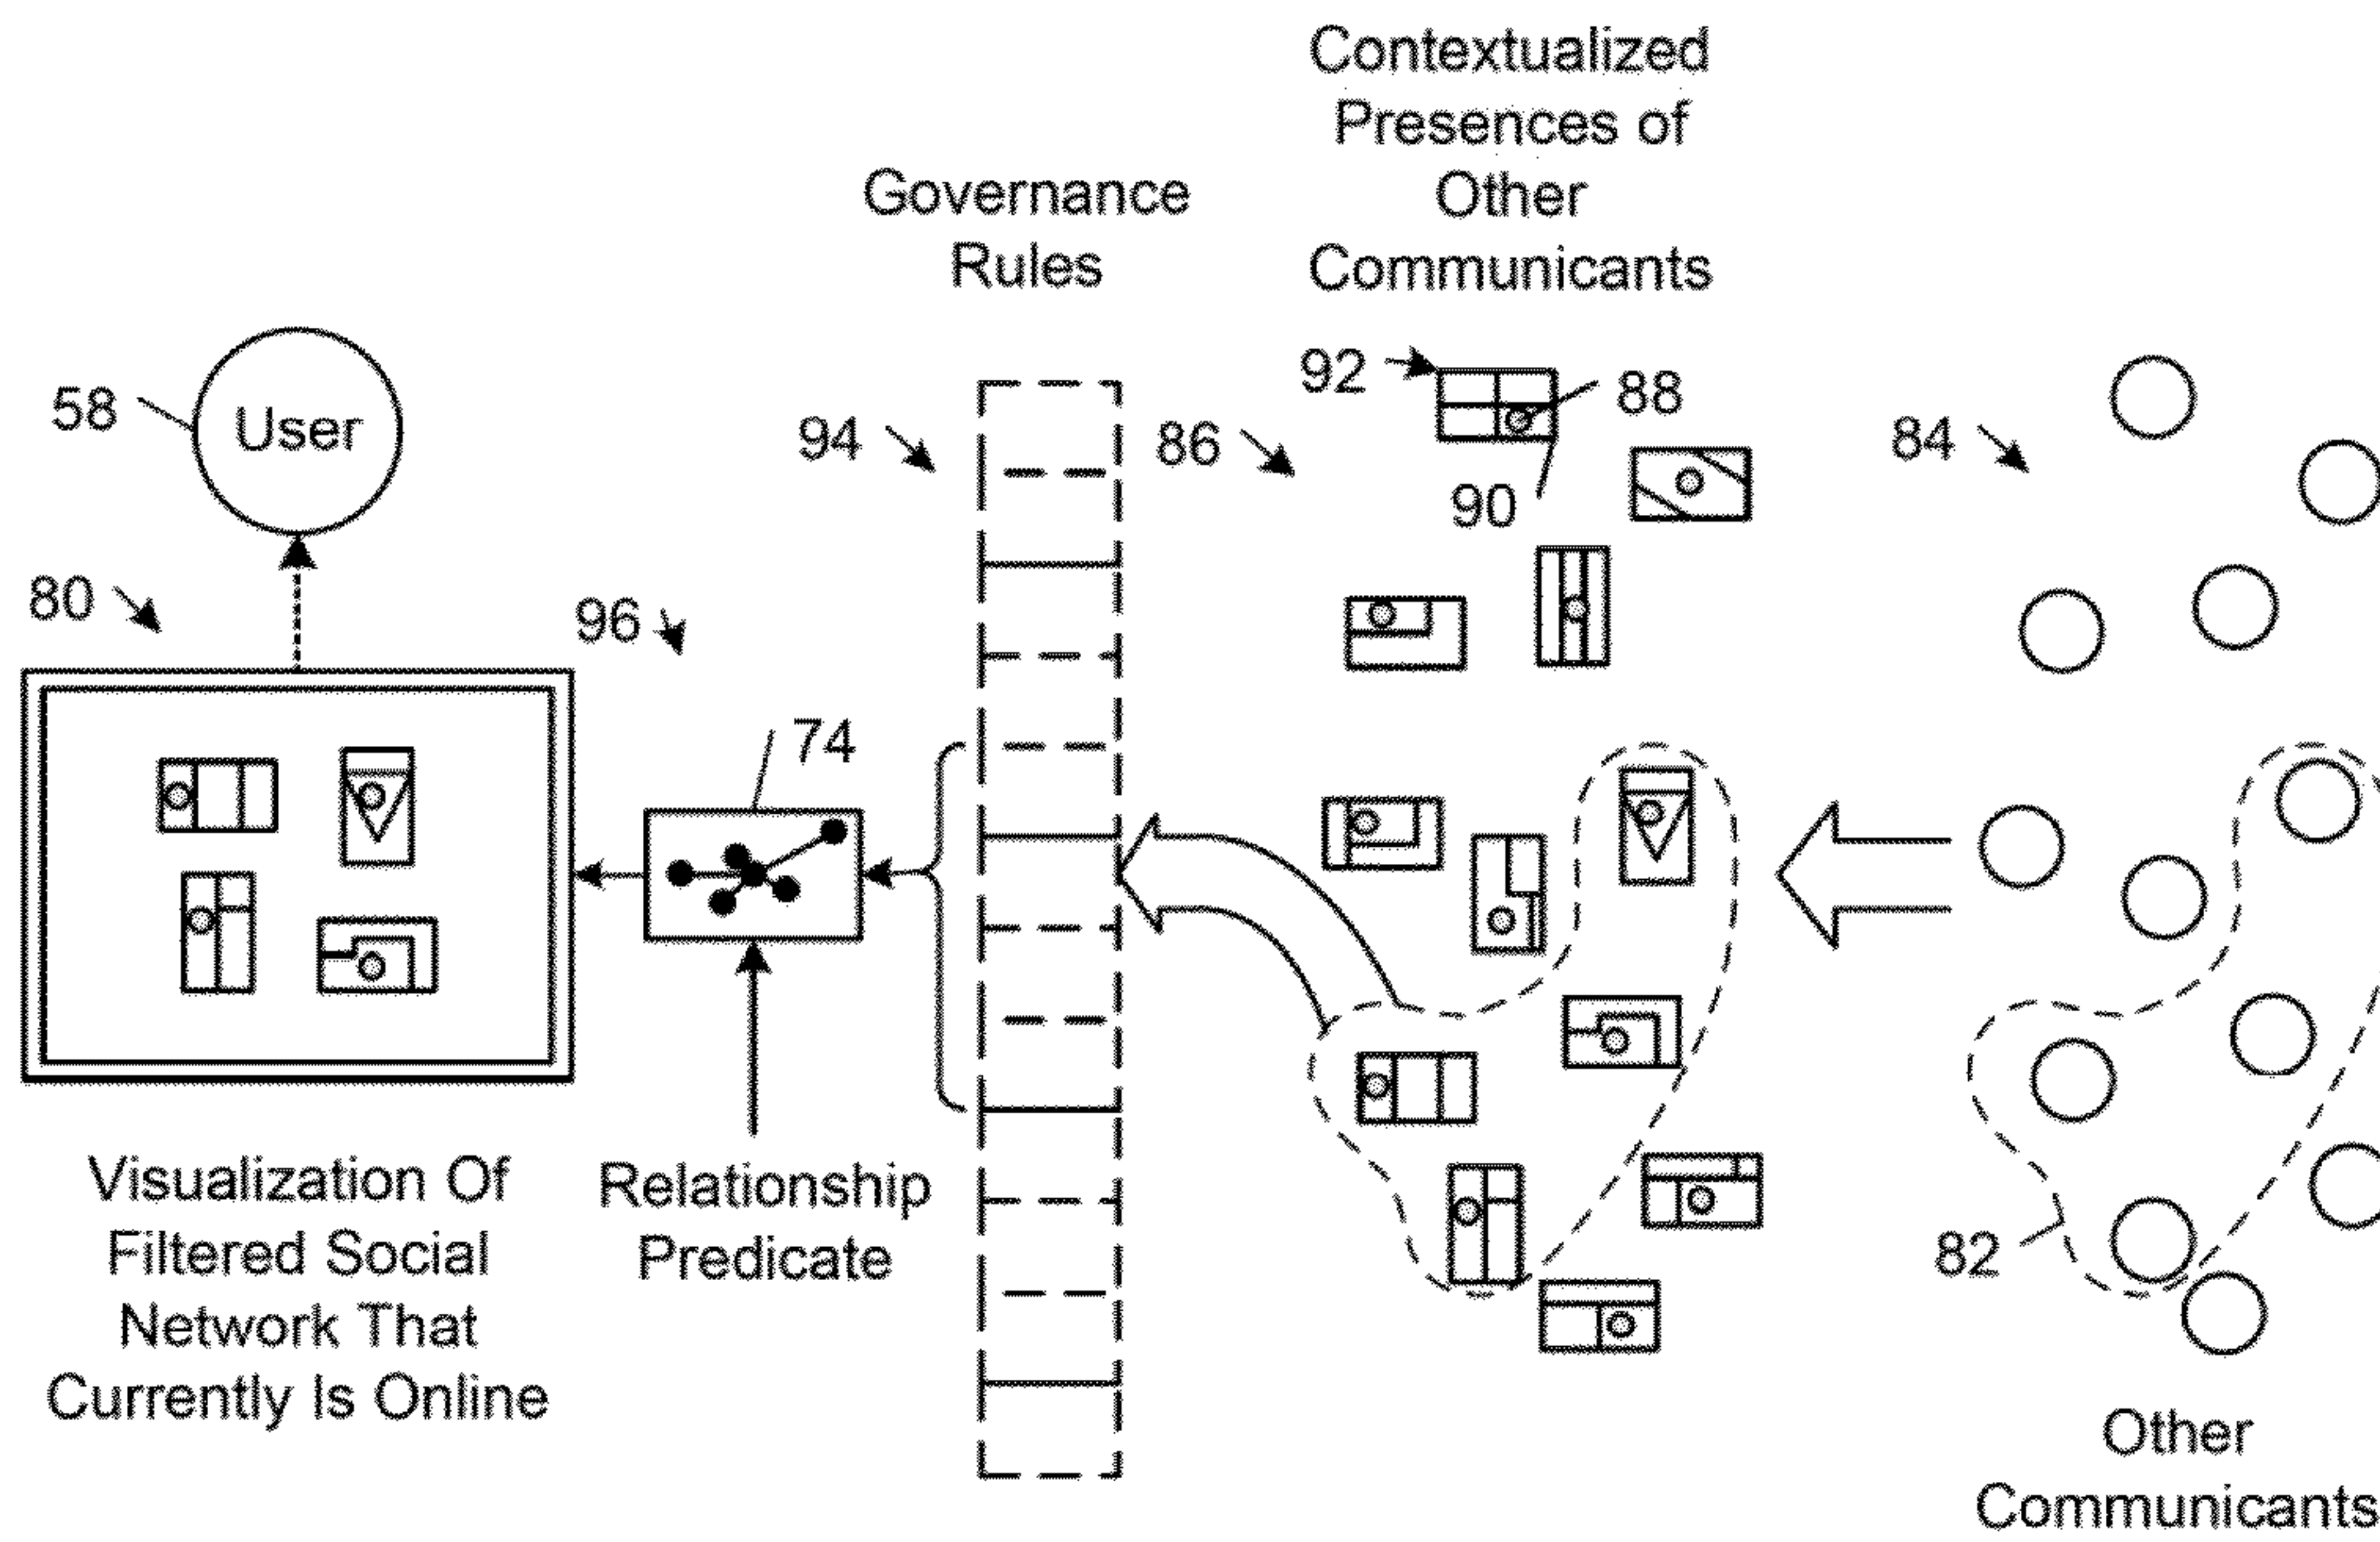 Contextualized
Presences of
Other
Communicants
Governance
Rules
58
User
80
96
94
86
92
88
90
84
74
82
Visualization Of
Filtered Social
Network That
Currently Is Online
Relationship
Predicate
Other
Communicants